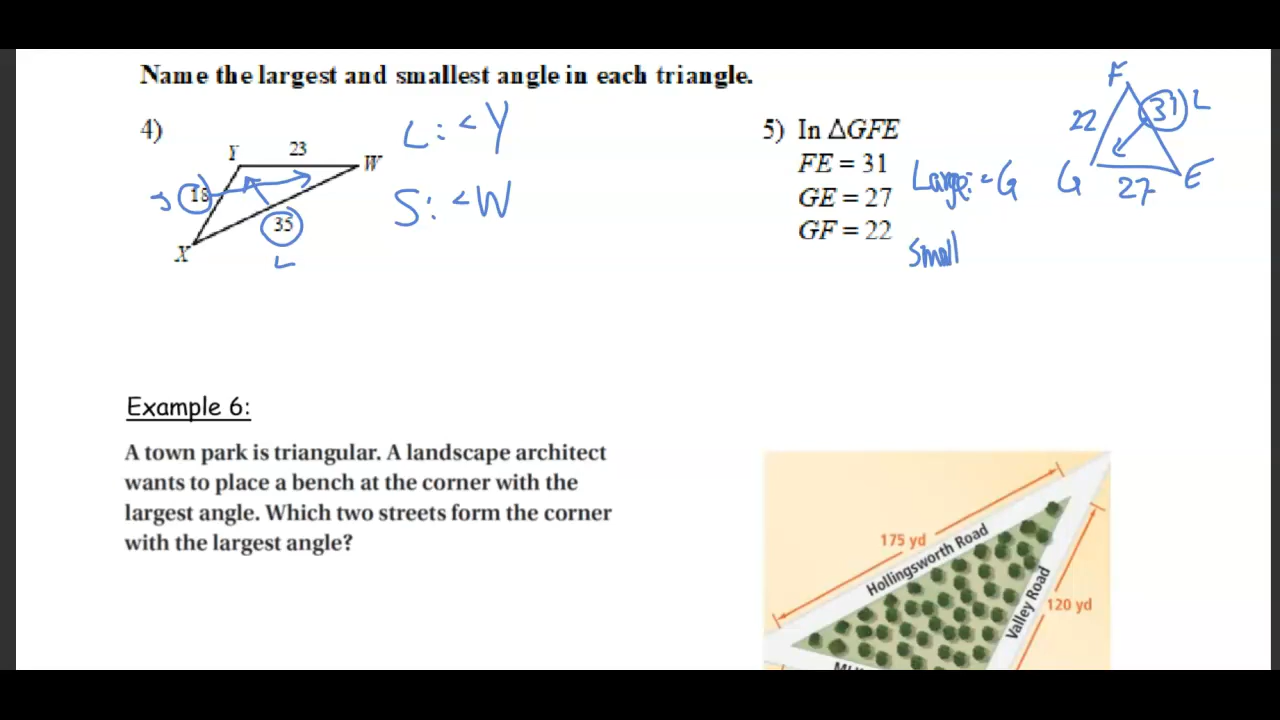 Name the largest and smallest angle in each triangle.
4)
Y
23
W
18
S
35
L
X
L: <Y
S: <W
5) In △GFE
FE = 31
GE = 27
GF = 22
Large: <G
Small
F
22
31
L
G
27
E
Example 6:
A town park is triangular. A landscape architect
wants to place a bench at the corner with the
largest angle. Which two streets form the corner
with the largest angle?
175 yd
Hollingsworth Road
Valley Road
120 yd